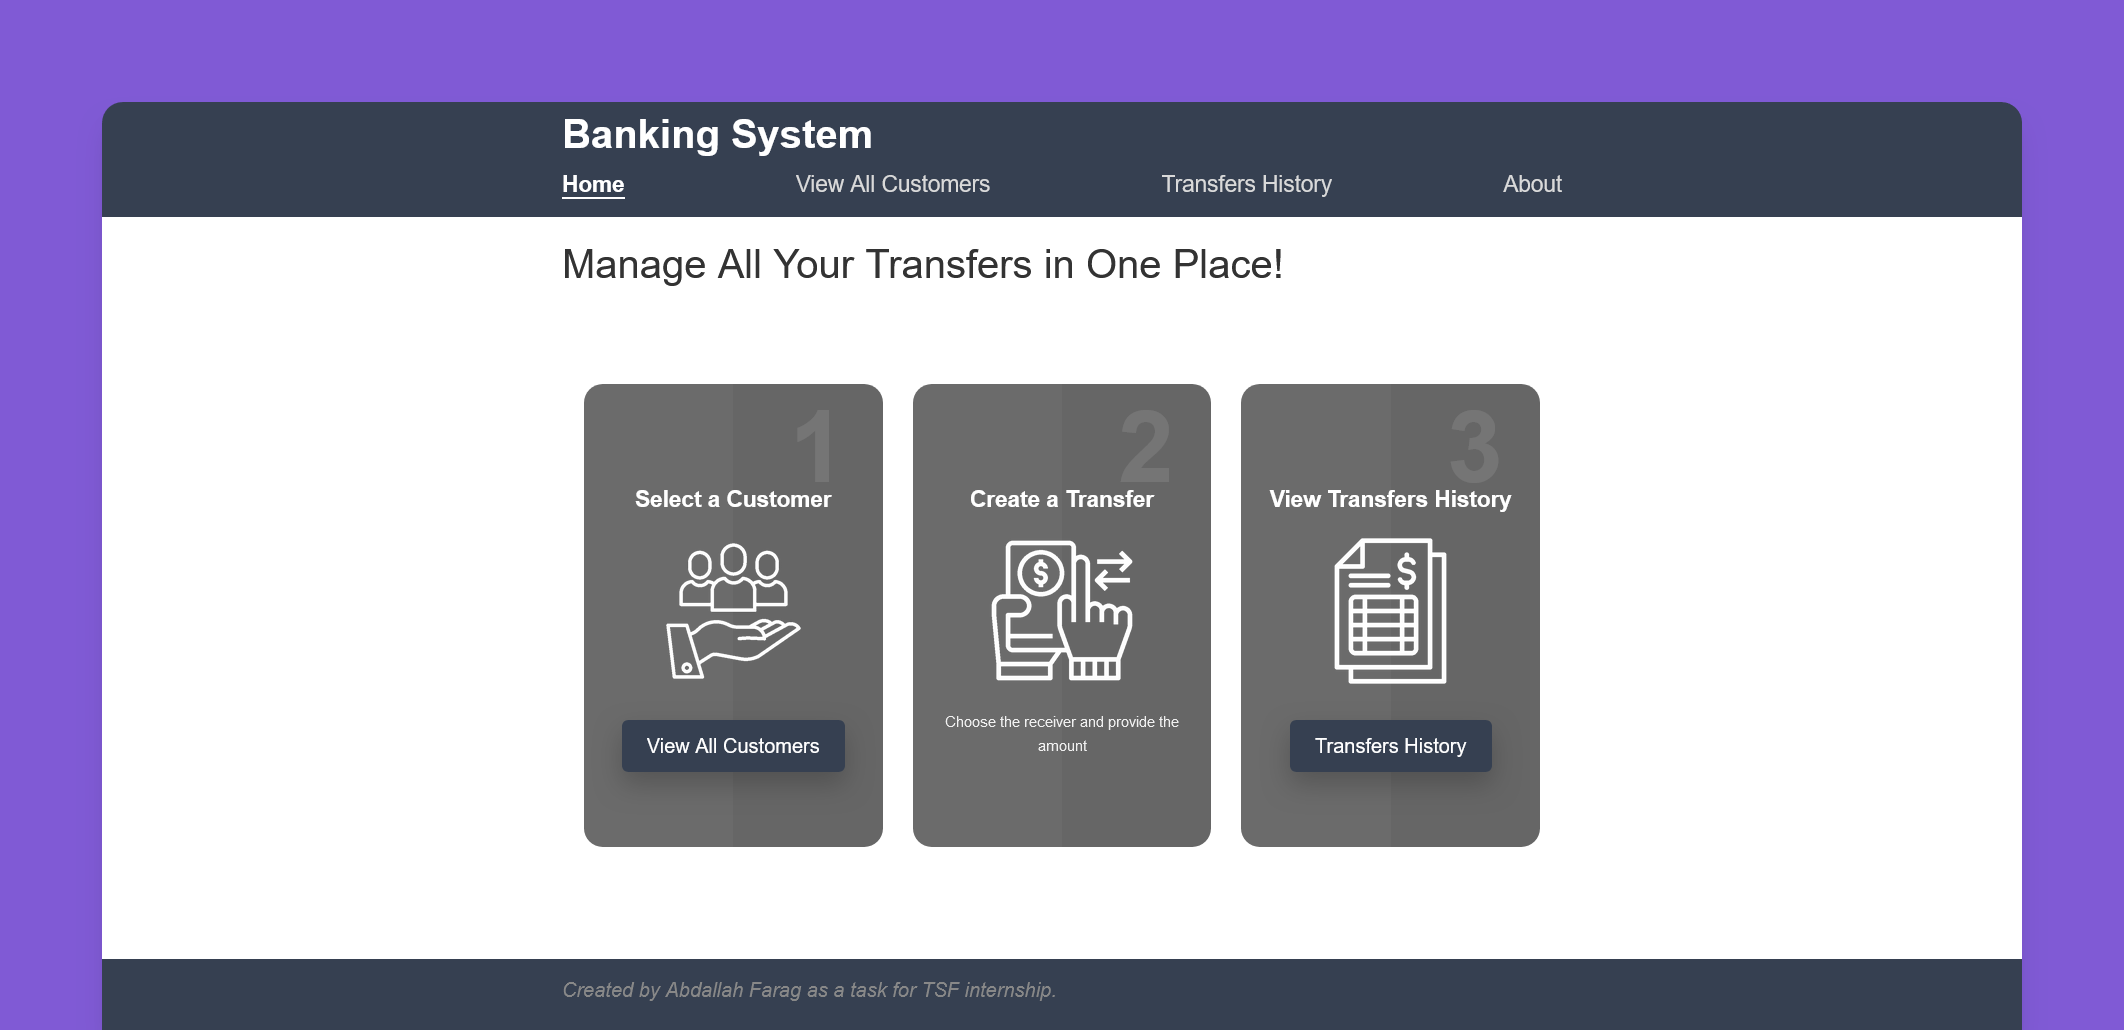 Banking System
Home
View All Customers
Transfers History
About
Manage All Your Transfers in One Place!
1
Select a Customer
View All Customers
2
Create a Transfer
$
Choose the receiver and provide the
amount
3
View Transfers History
$
Transfers History
Created by Abdallah Farag as a task for TSF internship.